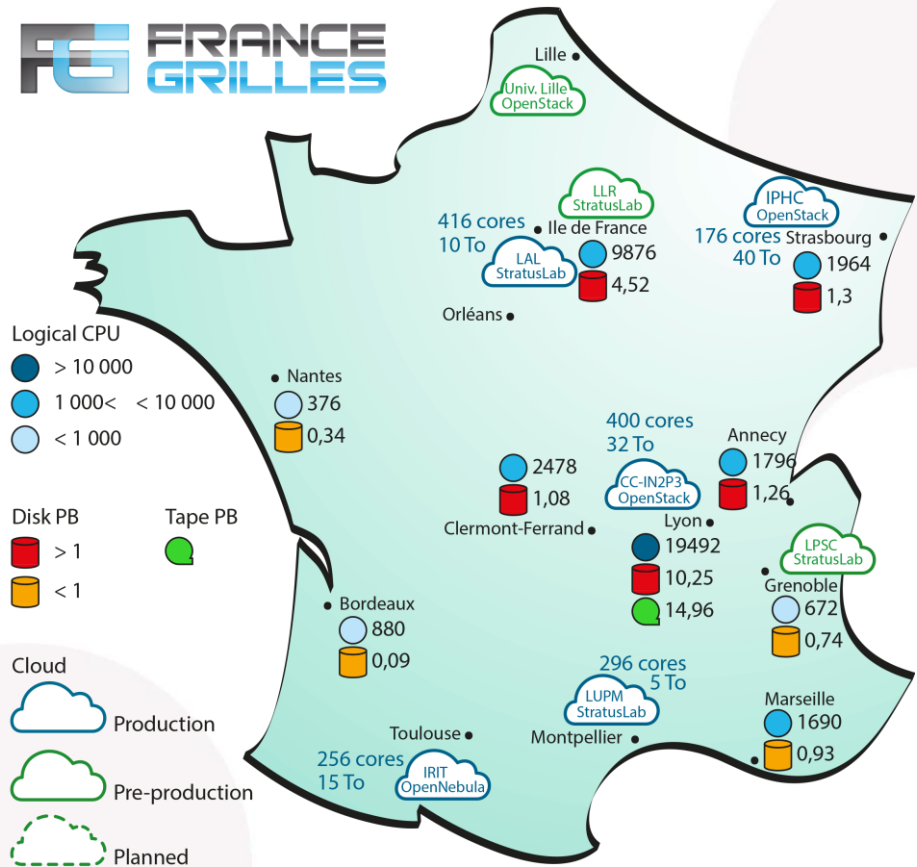 FG FRANCE
GRILLES
Lille
Univ. Lille
OpenStack
LLR
StratusLab
416 cores
10 To
Ile de France
LAL
StratusLab
9876
4,52
Orléans
IPHC
OpenStack
176 cores
40 To
Strasbourg
1964
1,3
Logical CPU
> 10 000
1 000< < 10 000
< 1 000
Nantes
376
0,34
400 cores
32 To
CC-IN2P3
OpenStack
Annecy
1796
1,26
2478
1,08
Clermont-Ferrand
Lyon
19492
10,25
14,96
Disk PB
> 1
< 1
Tape PB
LPSC
StratusLab
Grenoble
672
0,74
Bordeaux
880
0,09
Cloud
Production
Pre-production
Planned
296 cores
5 To
LUPM
StratusLab
Montpellier
Marseille
1690
0,93
Toulouse
256 cores
15 To
IRIT
OpenNebula